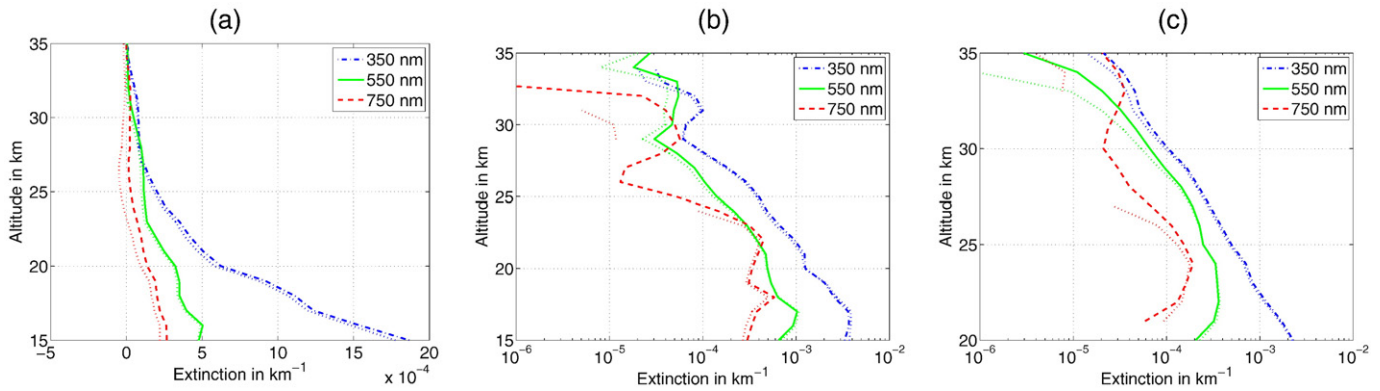 (a)
(b)
(c)
35
30
25
20
15
Altitude in km
−5
0
5
10
15
20
Extinction in km⁻¹
x 10⁻⁴
350 nm
550 nm
750 nm
35
30
25
20
15
Altitude in km
10⁻⁶
10⁻⁵
10⁻⁴
10⁻³
10⁻²
Extinction in km⁻¹
350 nm
550 nm
750 nm
35
30
25
20
Altitude in km
10⁻⁶
10⁻⁵
10⁻⁴
10⁻³
10⁻²
Extinction in km⁻¹
350 nm
550 nm
750 nm